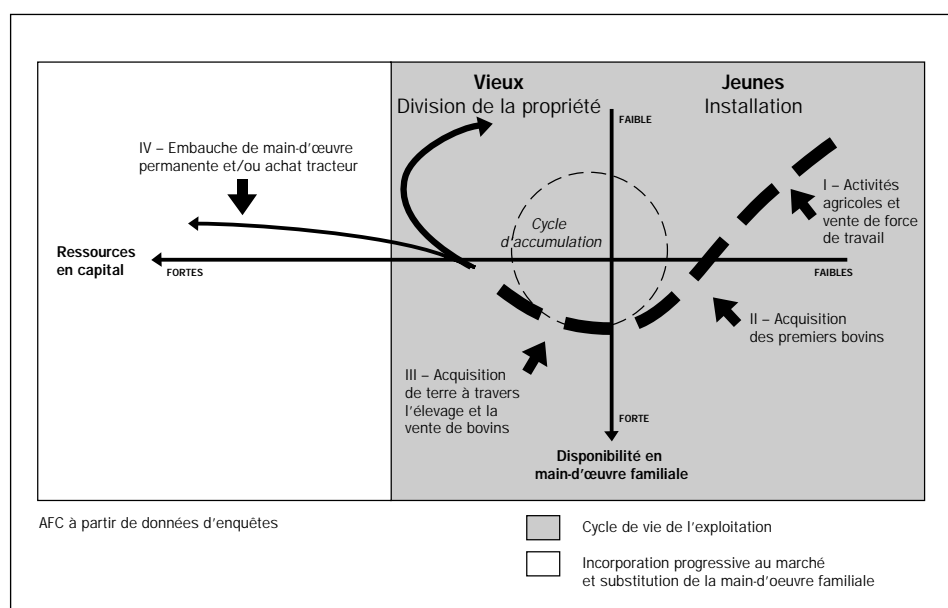 Vieux
Division de la propriété
Jeunes
Installation
FAIBLE
IV – Embauche de main-d'œuvre
permanente et/ou achat tracteur
I – Activités
agricoles et
vente de force
de travail
Cycle
d'accumulation
Ressources
en capital
FORTES
FAIBLES
II – Acquisition
des premiers bovins
III – Acquisition
de terre à travers
l'élevage et la
vente de bovins
FORTE
Disponibilité en
main-d'œuvre familiale
AFC à partir de données d'enquêtes
Cycle de vie de l'exploitation
Incorporation progressive au marché
et substitution de la main-d'oeuvre familiale